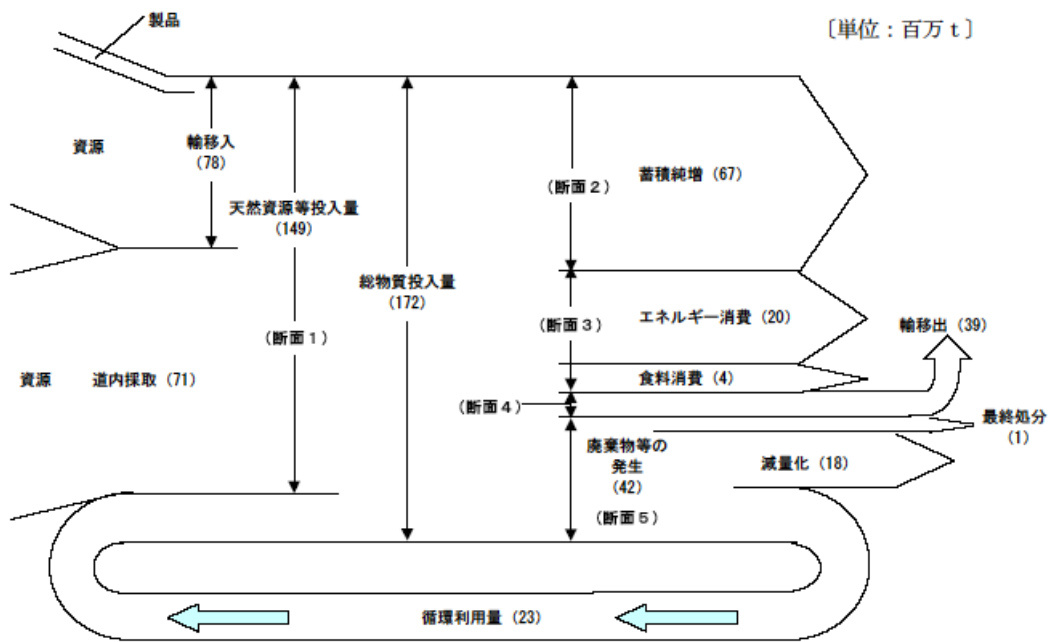 製品
〔単位：百万ｔ〕
資源
輸移入
(78)
蓄積純増 (67)
(断面２)
天然資源等投入量
(149)
総物質投入量
(172)
エネルギー消費 (20)
輸移出 (39)
(断面１)
(断面３)
資源 道内採取 (71)
食料消費 (4)
(断面４)
最終処分
(1)
廃棄物等の
発生
(42)
減量化 (18)
(断面５)
循環利用量 (23)